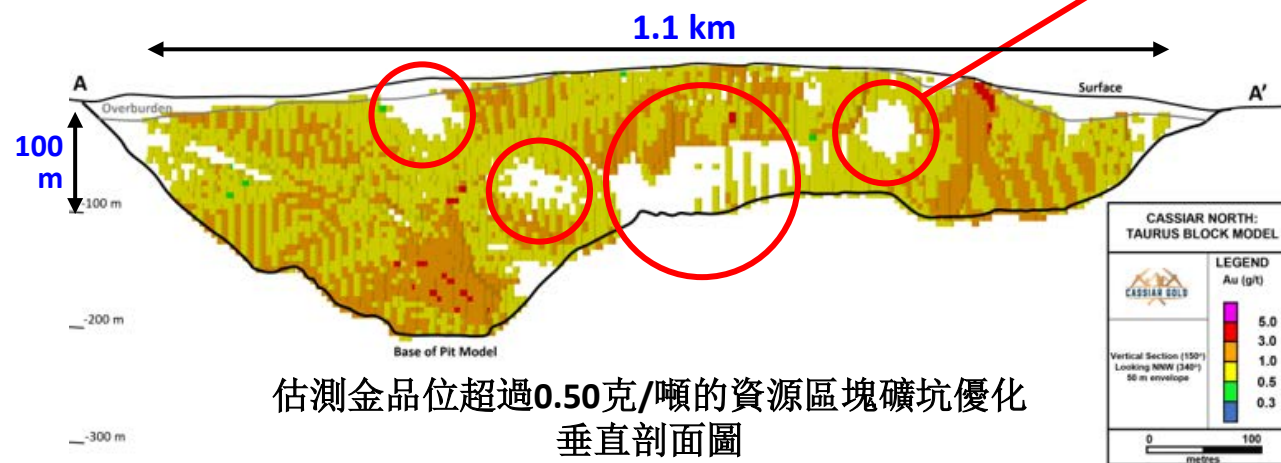 1.1 km
A
Overburden
Surface
A'
100
m
-100 m
-200 m
Base of Pit Model
-300 m
估測金品位超過0.50克/噸的資源區塊礦坑優化
垂直剖面圖
CASSIAR NORTH:
TAURUS BLOCK MODEL
CASSIAR GOLD
LEGEND
Au (g/t)
5.0
3.0
1.0
0.5
0.3
Vertical Section (150°)
Looking NNW (340°)
50 m envelope
0 100
metres